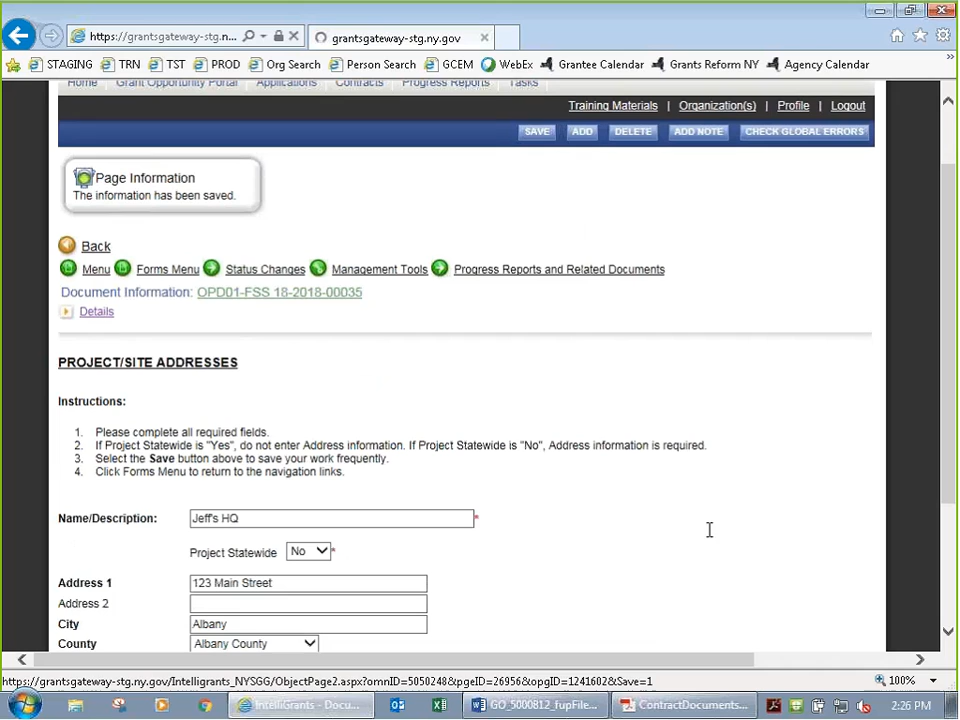 https://grantsgateway-stg.ny.g...
grantsgateway-stg.ny.gov
STAGING TRN TST PROD Org Search Person Search GCEM WebEx Grantee Calendar Grants Reform NY Agency Calendar »
Home Grant Opportunity Portal Applications Contracts Progress Reports Tasks
Training Materials | Organization(s) | Profile | Logout
SAVE ADD DELETE ADD NOTE CHECK GLOBAL ERRORS
Page Information
The information has been saved.
Back
Menu Forms Menu Status Changes Management Tools Progress Reports and Related Documents
Document Information: OPD01-FSS 18-2018-00035
Details
PROJECT/SITE ADDRESSES
Instructions:
1. Please complete all required fields.
2. If Project Statewide is "Yes", do not enter Address information. If Project Statewide is "No", Address information is required.
3. Select the Save button above to save your work frequently.
4. Click Forms Menu to return to the navigation links.
Name/Description: Jeff's HQ *
Project Statewide No *
Address 1 123 Main Street
Address 2
City Albany
County Albany County
https://grantsgateway-stg.ny.gov/Intelligrants_NYSGG/ObjectPage2.aspx?omnID=5050248&pgeID=26956&opgID=1241602&Save=1
100%
IntelliGrants - Docu... GO_5000812_fupFile... ContractDocuments... 2:26 PM